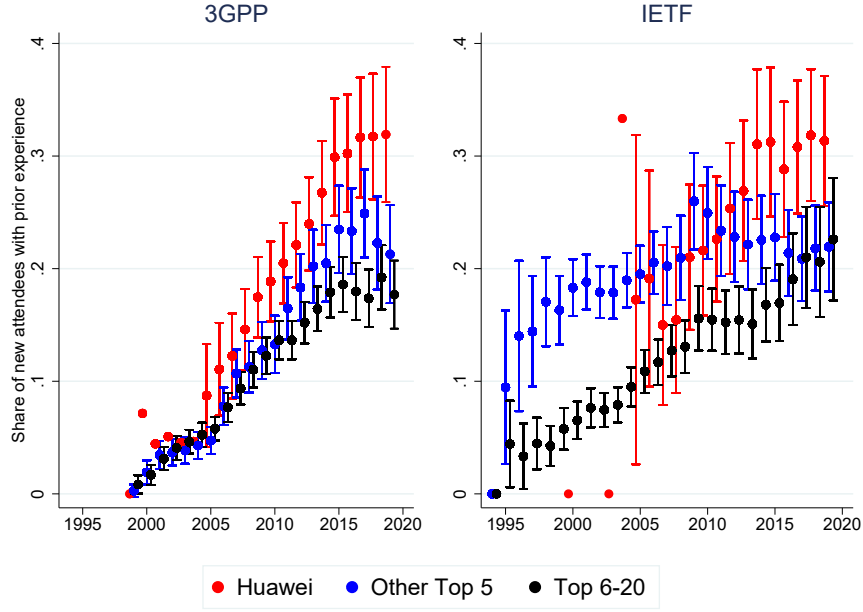 3GPP
IETF
Share of new attendees with prior experience
.4
.3
.2
.1
0
.4
.3
.2
.1
0
1995 2000 2005 2010 2015 2020
1995 2000 2005 2010 2015 2020
Huawei Other Top 5 Top 6-20